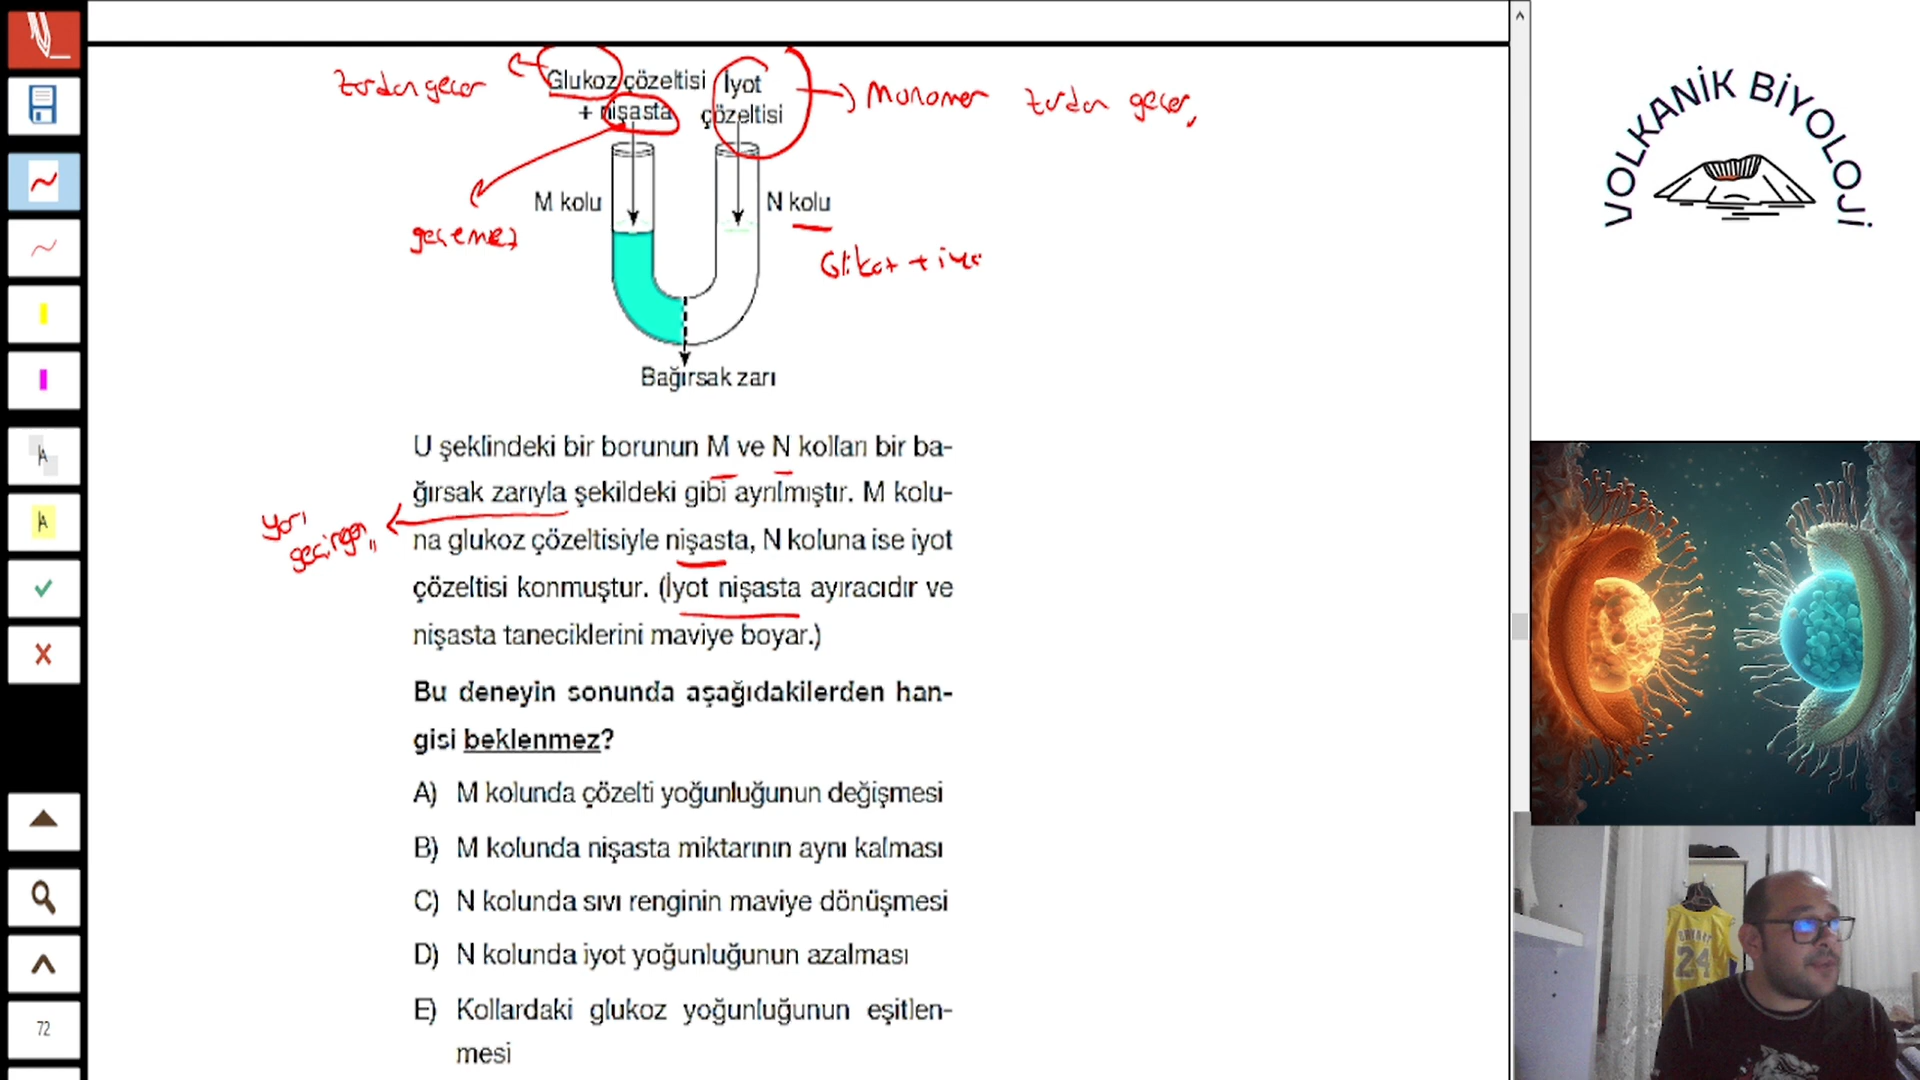 Zardan geçer
Glukoz çözeltisi
+ nişasta
İyot
çözeltisi
Monomer zardan geçer
M kolu
N kolu
geçemez
Bağırsak zarı
U şeklindeki bir borunun M ve N kolları bir ba-
ğırsak zarıyla şekildeki gibi ayrılmıştır. M kolu-
na glukoz çözeltisiyle nişasta, N koluna ise iyot
çözeltisi konmuştur. (İyot nişasta ayıracıdır ve
nişasta taneciklerini maviye boyar.)
Yarı
geçirgen
Bu deneyin sonunda aşağıdakilerden han-
gisi beklenmez?
A) M kolunda çözelti yoğunluğunun değişmesi
B) M kolunda nişasta miktarının aynı kalması
C) N kolunda sıvı renginin maviye dönüşmesi
D) N kolunda iyot yoğunluğunun azalması
E) Kollardaki glukoz yoğunluğunun eşitlen-
mesi
VOLKANİK BİYOLOJİ
A
A
72
24